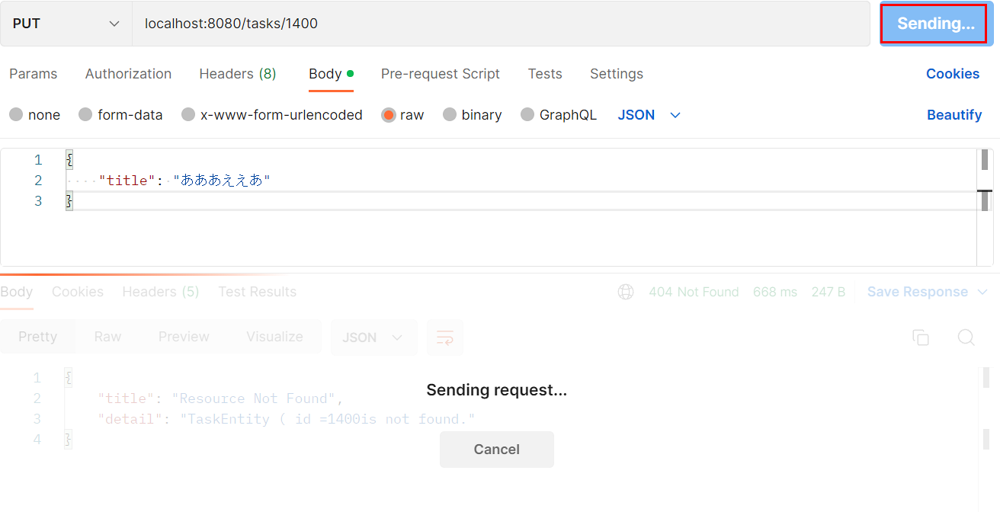 PUT localhost:8080/tasks/1400 Sending...
Params Authorization Headers (8) Body Pre-request Script Tests Settings Cookies
none form-data x-www-form-urlencoded raw binary GraphQL JSON Beautify
1 {
2 "title": "あああええあ"
3 }
Body Cookies Headers (5) Test Results 404 Not Found 668 ms 247 B Save Response
Pretty Raw Preview Visualize JSON
1 {
2 "title": "Resource Not Found",
3 "detail": "TaskEntity ( id =1400is not found."
4 }
Sending request...
Cancel